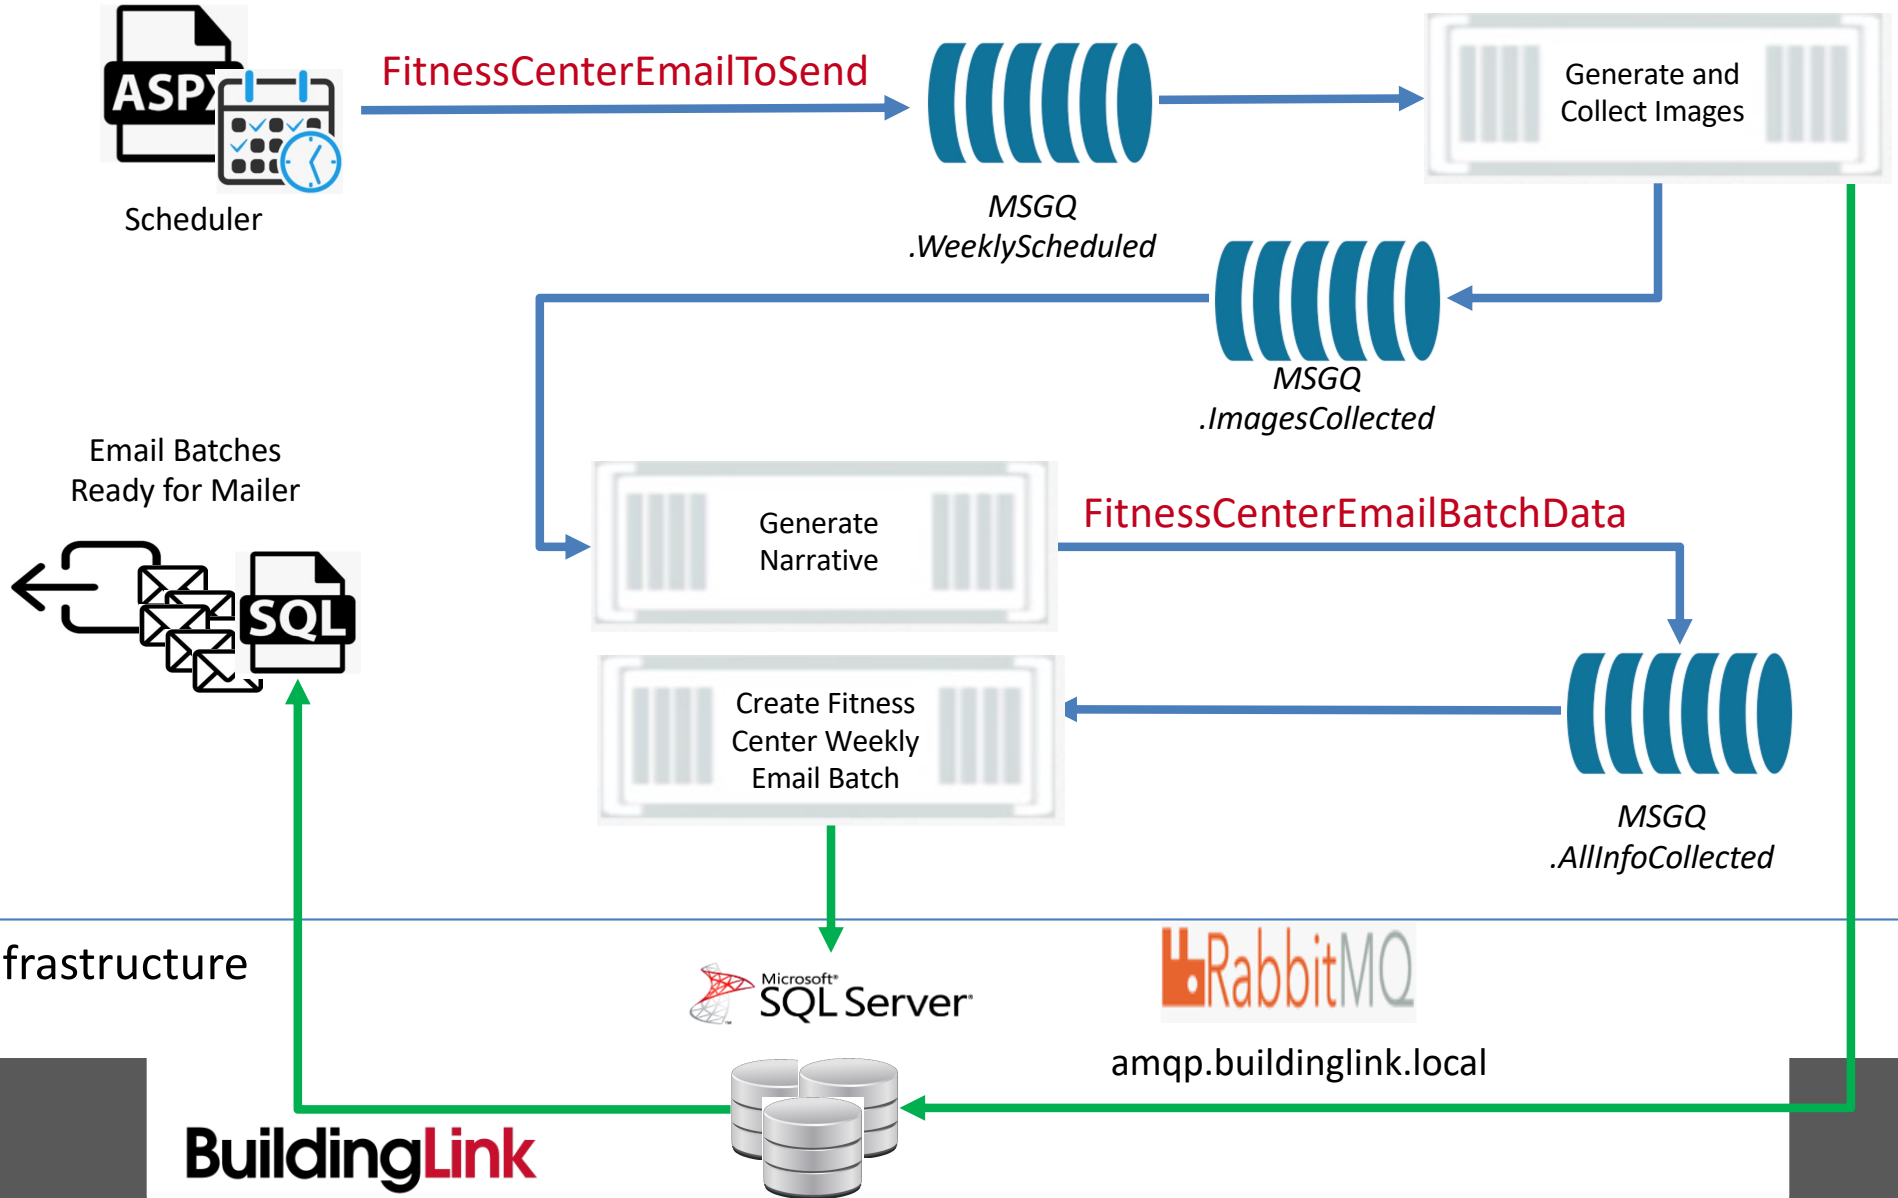 ASPX
FitnessCenterEmailToSend
Generate and
Collect Images
Scheduler
MSGQ
.WeeklyScheduled
MSGQ
.ImagesCollected
Email Batches
Ready for Mailer
SQL
Generate
Narrative
FitnessCenterEmailBatchData
Create Fitness
Center Weekly
Email Batch
MSGQ
.AllInfoCollected
frastructure
Microsoft®
SQL Server®
RabbitMQ
amqp.buildinglink.local
BuildingLink